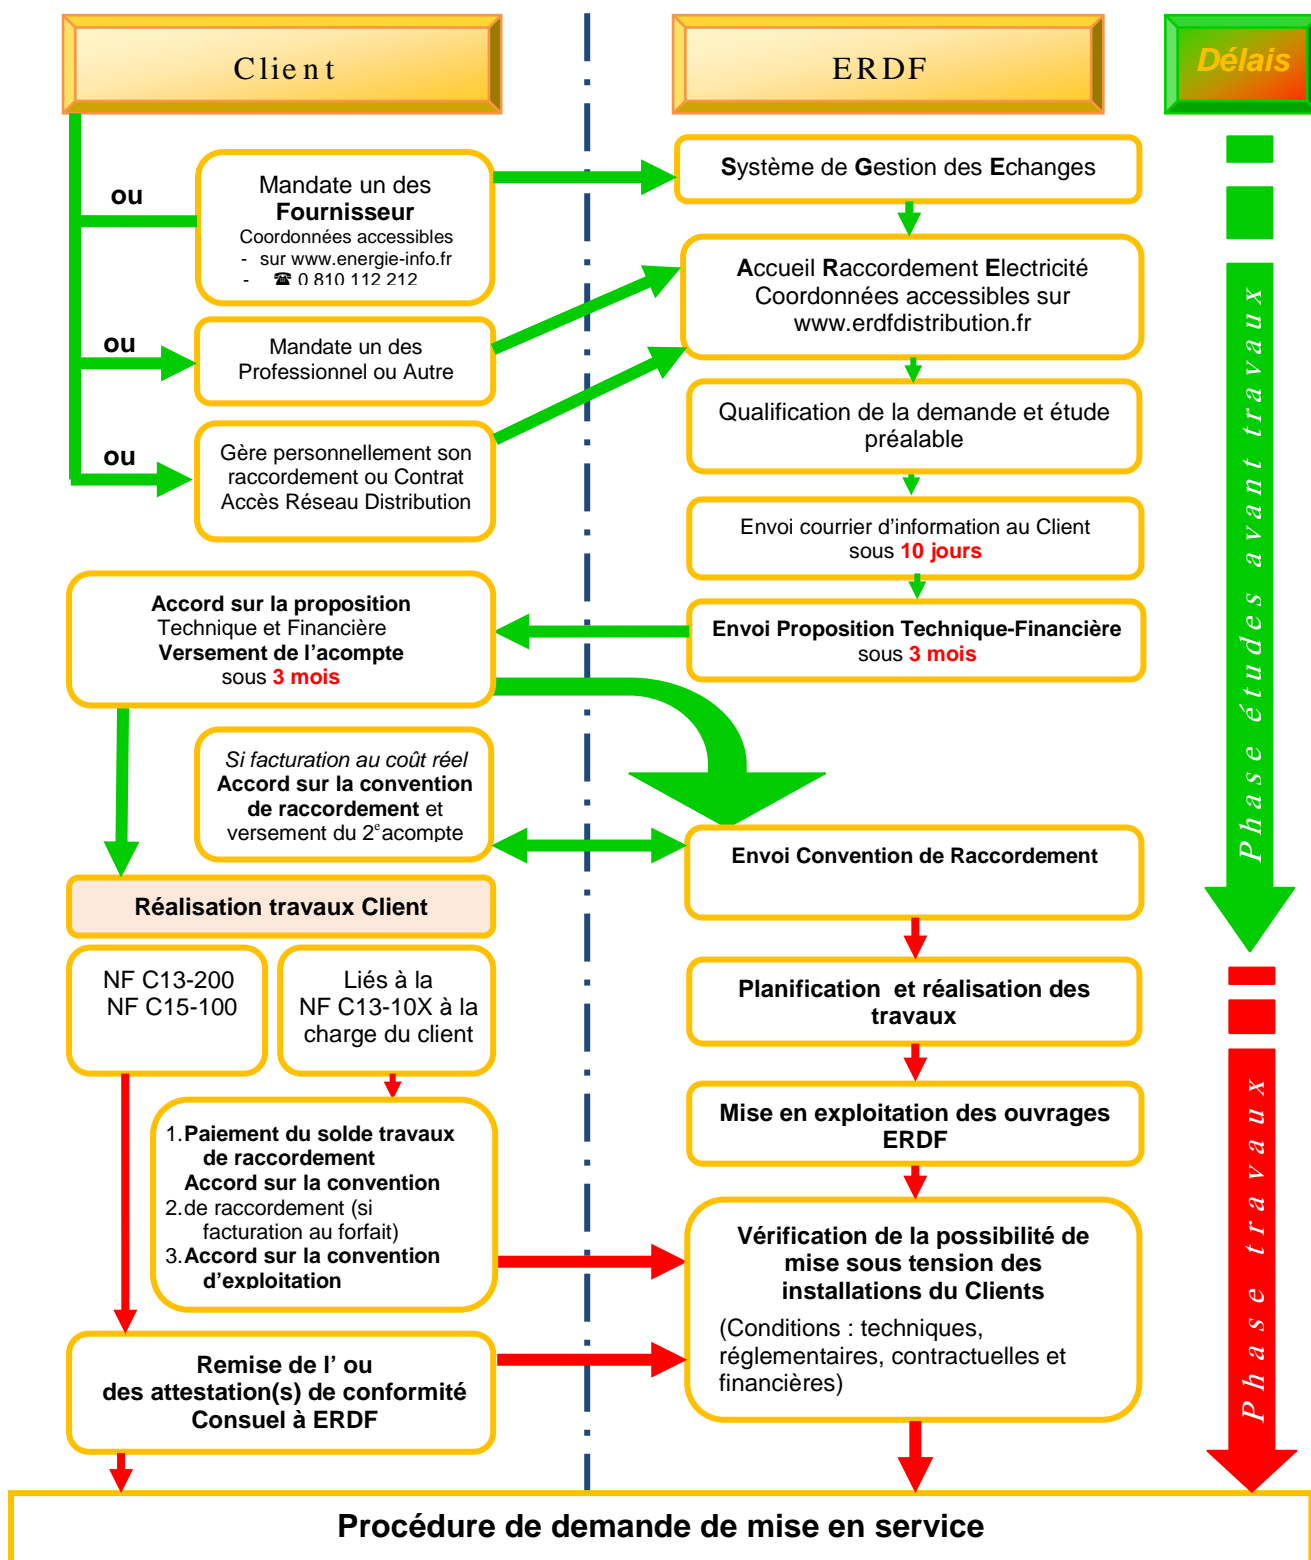 Client
ERDF
Délais
ou
Mandate un des
Fournisseur
Coordonnées accessibles
- sur www.energie-info.fr
- ☎ 0 810 112 212
Système de Gestion des Echanges
Accueil Raccordement Electricité
Coordonnées accessibles sur
www.erdfdistribution.fr
ou
Mandate un des
Professionnel ou Autre
Qualification de la demande et étude
préalable
ou
Gère personnellement son
raccordement ou Contrat
Accès Réseau Distribution
Envoi courrier d'information au Client
sous 10 jours
Accord sur la proposition
Technique et Financière
Versement de l'acompte
sous 3 mois
Envoi Proposition Technique-Financière
sous 3 mois
Phase études avant travaux
Si facturation au coût réel
Accord sur la convention
de raccordement et
versement du 2e acompte
Envoi Convention de Raccordement
Réalisation travaux Client
NF C13-200
NF C15-100
Liés à la
NF C13-10X à la
charge du client
Planification et réalisation des
travaux
Mise en exploitation des ouvrages
ERDF
1. Paiement du solde travaux
de raccordement
Accord sur la convention
2. de raccordement (si
facturation au forfait)
3. Accord sur la convention
d'exploitation
Vérification de la possibilité de
mise sous tension des
installations du Clients
(Conditions : techniques,
réglementaires, contractuelles et
financières)
Phase travaux
Remise de l' ou
des attestation(s) de conformité
Consuel à ERDF
Procédure de demande de mise en service